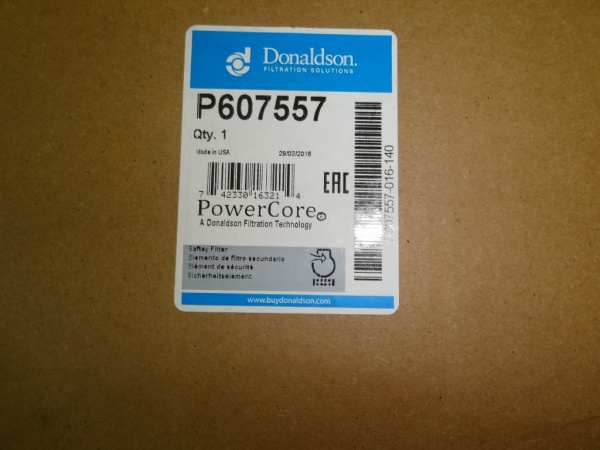 Donaldson.
FILTRATION SOLUTIONS
P607557
Qty. 1
Made in USA 29/03/2016
7 42330 16321 4
EAC
PowerCore
A Donaldson Filtration Technology
P607557-016-140
Saftey Filter
Elemento de filtro secundario
Élément de sécurité
Sicherheitselement
www.buydonaldson.com